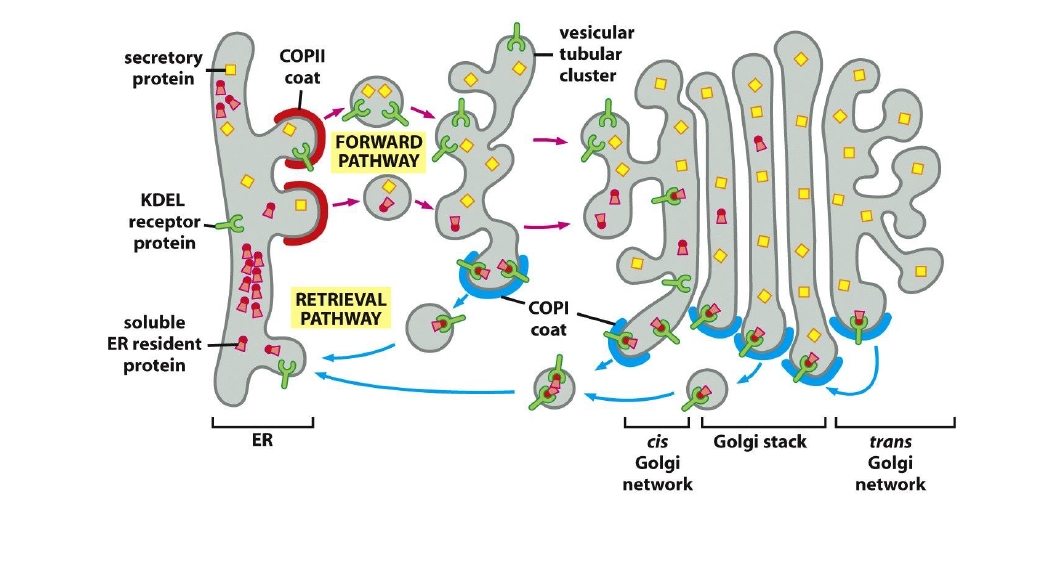 secretory
protein
COPII
coat
vesicular
tubular
cluster
FORWARD
PATHWAY
KDEL
receptor
protein
RETRIEVAL
PATHWAY
soluble
ER resident
protein
COPI
coat
ER
cis
Golgi
network
Golgi stack
trans
Golgi
network